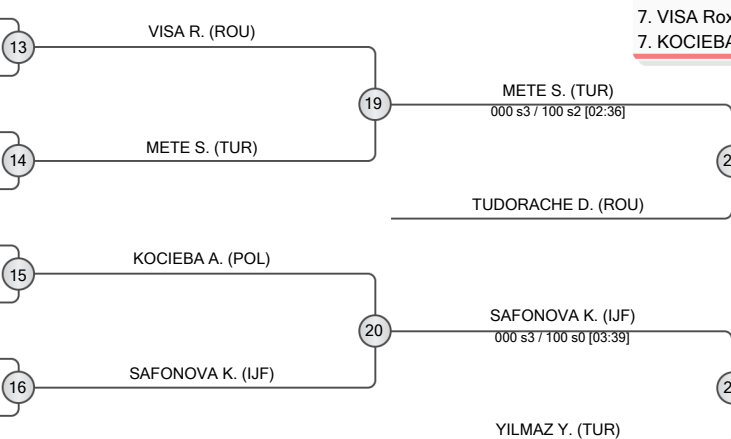 7. VISA Rox
7. KOCIEBA
13
VISA R. (ROU)
19
METE S. (TUR)
000 s3 / 100 s2 [02:36]
14
METE S. (TUR)
TUDORACHE D. (ROU)
15
KOCIEBA A. (POL)
20
SAFONOVA K. (IJF)
000 s3 / 100 s0 [03:39]
16
SAFONOVA K. (IJF)
YILMAZ Y. (TUR)